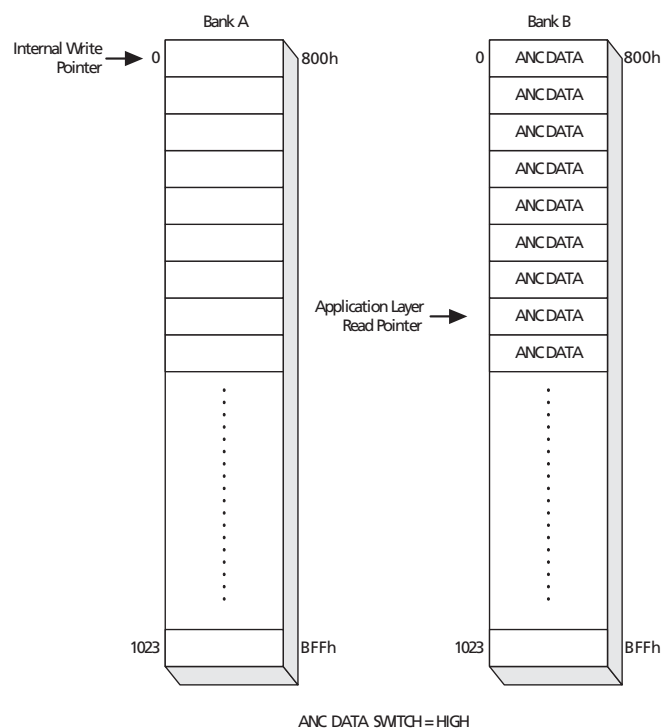 Bank A
Internal Write
Pointer
0
800h
1023
BFFh
Bank B
0
800h
ANC DATA
ANC DATA
ANC DATA
ANC DATA
ANC DATA
ANC DATA
ANC DATA
ANC DATA
ANC DATA
Application Layer
Read Pointer
1023
BFFh
ANC DATA SWITCH = HIGH